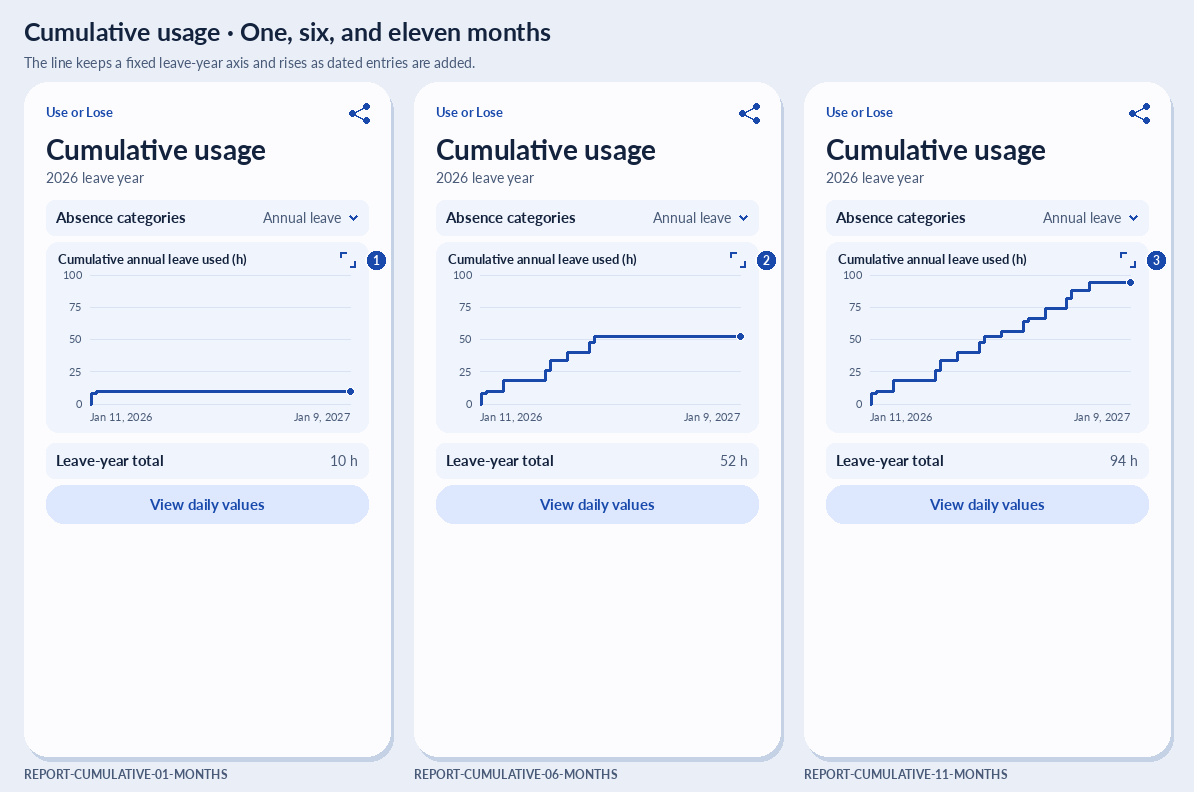 Cumulative usage · One, six, and eleven months
The line keeps a fixed leave-year axis and rises as dated entries are added.
Use or Lose
Cumulative usage
2026 leave year
Absence categories Annual leave
Cumulative annual leave used (h) 1
100
75
50
25
0
Jan 11, 2026 Jan 9, 2027
Leave-year total 10 h
View daily values
REPORT-CUMULATIVE-01-MONTHS
Use or Lose
Cumulative usage
2026 leave year
Absence categories Annual leave
Cumulative annual leave used (h) 2
100
75
50
25
0
Jan 11, 2026 Jan 9, 2027
Leave-year total 52 h
View daily values
REPORT-CUMULATIVE-06-MONTHS
Use or Lose
Cumulative usage
2026 leave year
Absence categories Annual leave
Cumulative annual leave used (h) 3
100
75
50
25
0
Jan 11, 2026 Jan 9, 2027
Leave-year total 94 h
View daily values
REPORT-CUMULATIVE-11-MONTHS